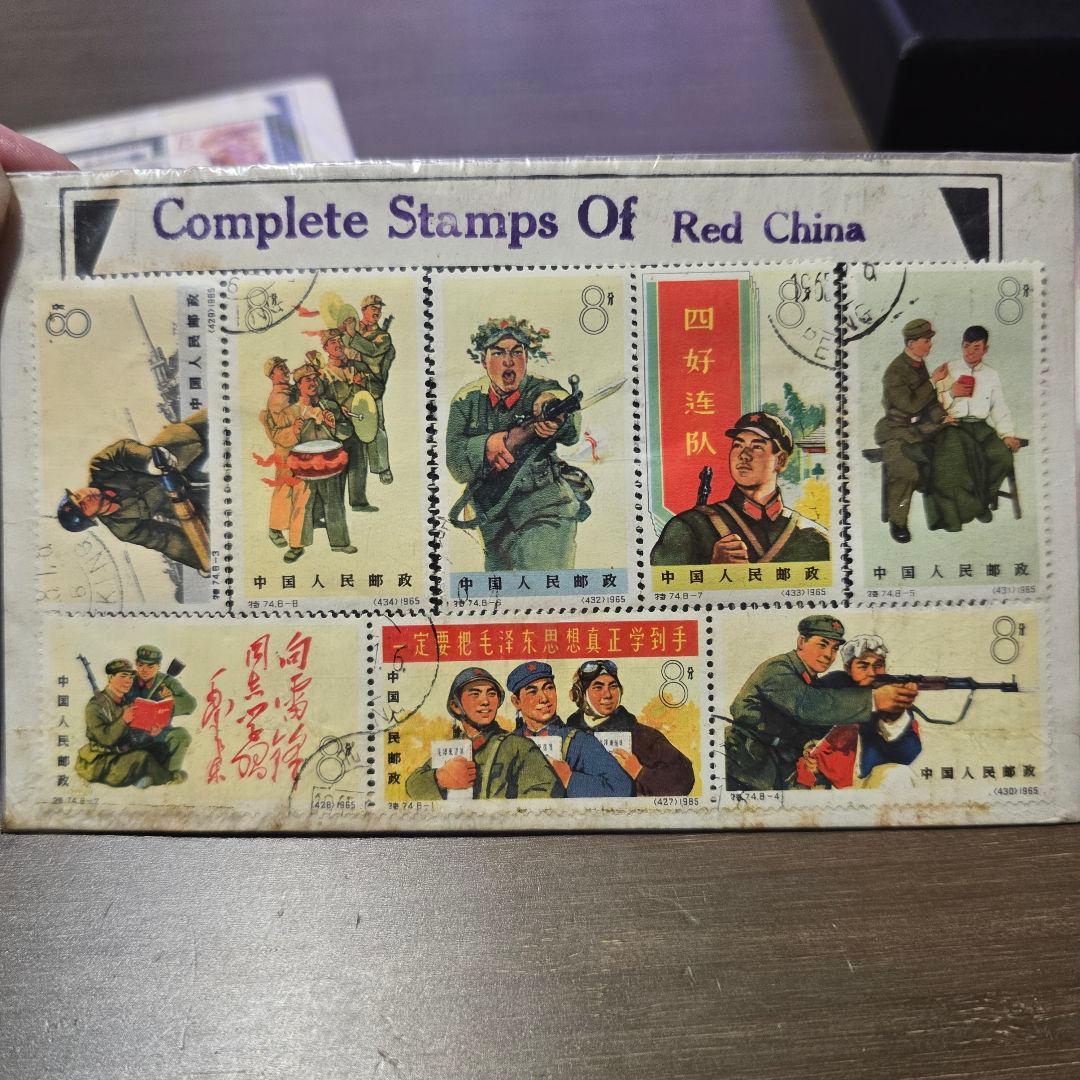 Complete Stamps Of Red China
8
中国人民邮政
特74.8-3
(429)1965
8分
中国人民邮政
特74.8-8 (434)1965
8分
中国人民邮政
特74.8-6 (432)1965
8分
四好连队
中国人民邮政
特74.8-7 (433)1965
1965
PEKING
8分
中国人民邮政
特74.8-5 (431)1965
中国人民邮政
向雷锋
同志学习
毛泽东
8分
特74.8-2 (428)1965
一定要把毛泽东思想真正学到手
中国人民邮政
8分
特74.8-1 (427)1965
8分
中国人民邮政
特74.8-4 (430)1965